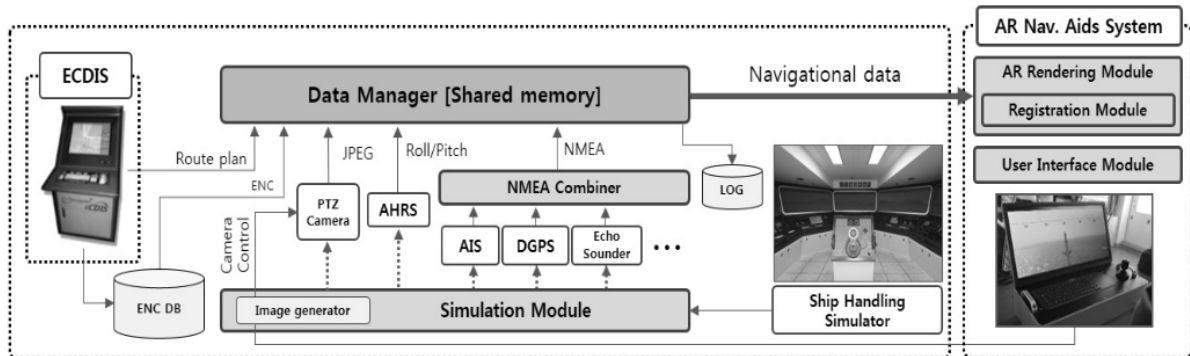 AR Nav. Aids System
ECDIS
AR Rendering Module
Registration Module
User Interface Module
Data Manager [Shared memory]
Navigational data
Route plan
ENC
JPEG
Roll/Pitch
NMEA
LOG
PTZ
Camera
AHRS
NMEA Combiner
AIS
DGPS
Echo
Sounder
• • •
Camera
Control
ENC DB
Image generator
Simulation Module
Ship Handling
Simulator